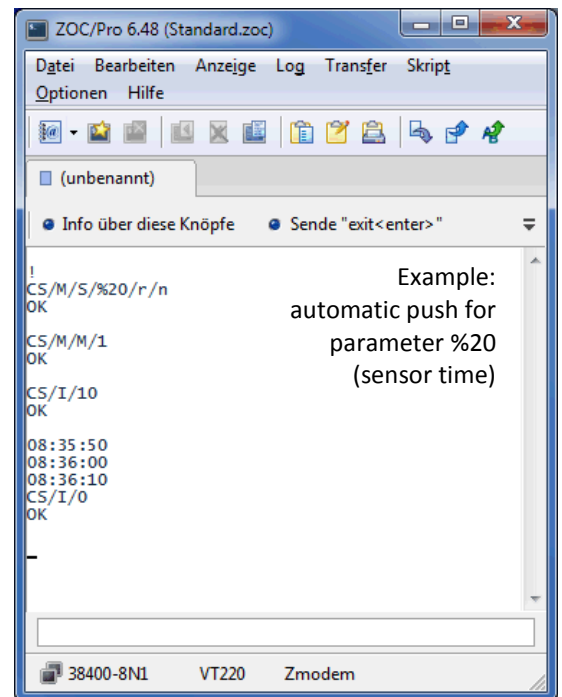 ZOC/Pro 6.48 (Standard.zoc)
Datei Bearbeiten Anzeige Log Transfer Skript
Optionen Hilfe
(unbenannt)
Info über diese Knöpfe Sende "exit<enter>"
!
CS/M/S/%20/r/n
OK
CS/M/M/1
OK
CS/I/10
OK
08:35:50
08:36:00
08:36:10
CS/I/0
OK
Example:
automatic push for
parameter %20
(sensor time)
38400-8N1 VT220 Zmodem